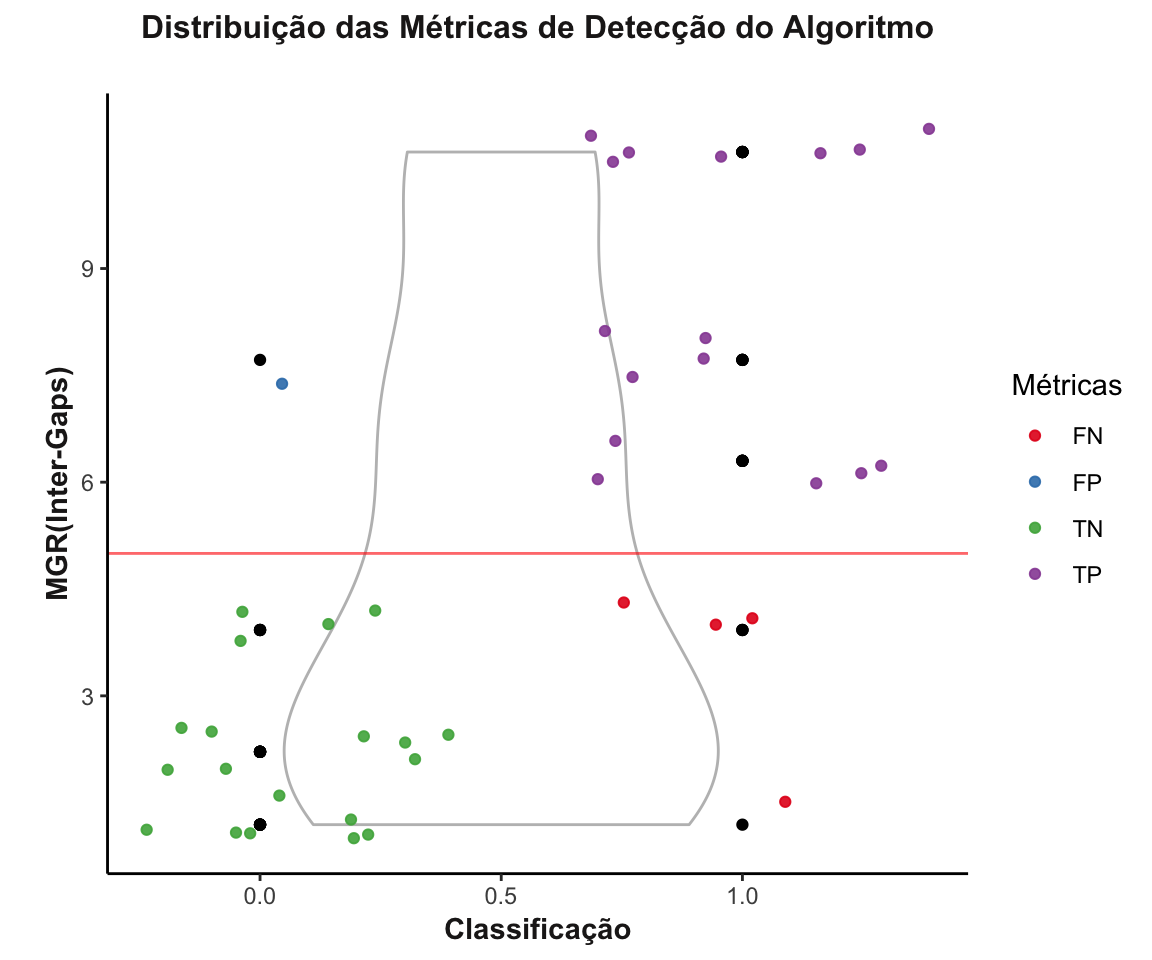 Distribuição das Métricas de Detecção do Algoritmo
9
6
3
MGR(Inter-Gaps)
0.0
0.5
1.0
Classificação
Métricas
FN
FP
TN
TP